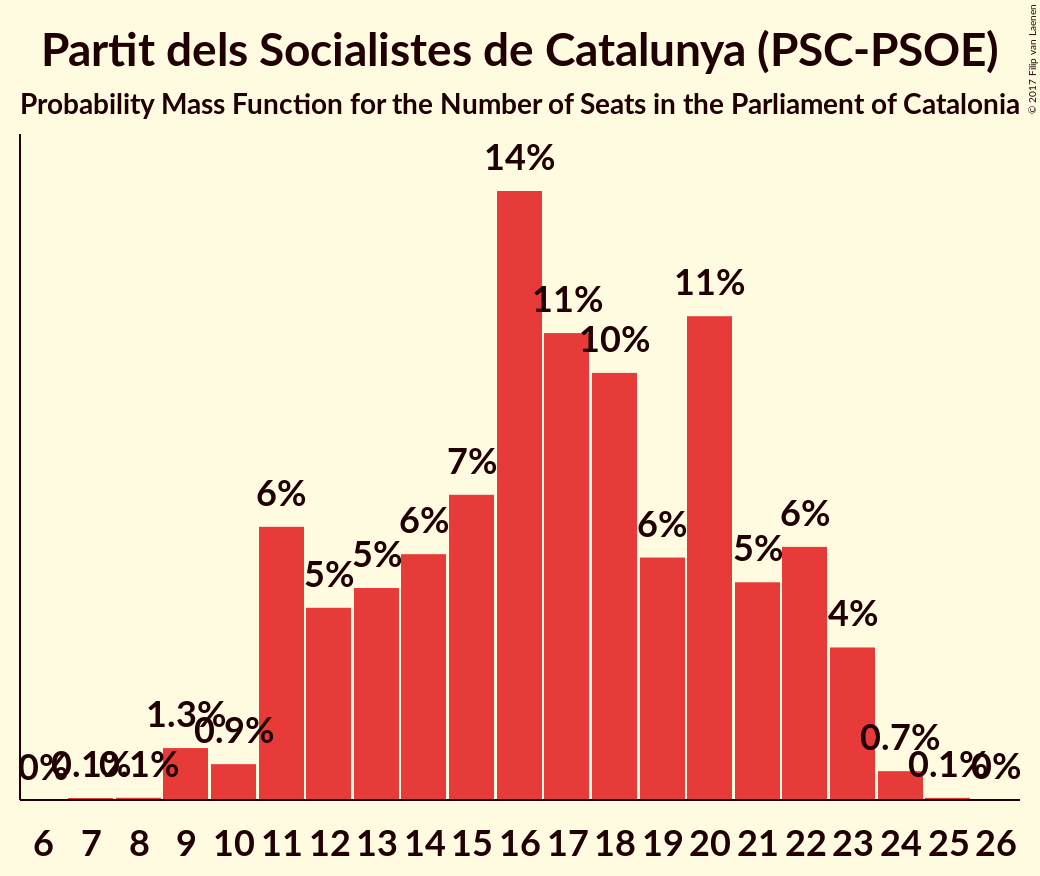 Partit dels Socialistes de Catalunya (PSC-PSOE)
Probability Mass Function for the Number of Seats in the Parliament of Catalonia
© 2017 Filip van Laenen
0% 0.1% 0.1% 1.3% 0.9% 6% 5% 5% 6% 7% 14% 11% 10% 6% 11% 5% 6% 4% 0.7% 0.1% 0%
6 7 8 9 10 11 12 13 14 15 16 17 18 19 20 21 22 23 24 25 26